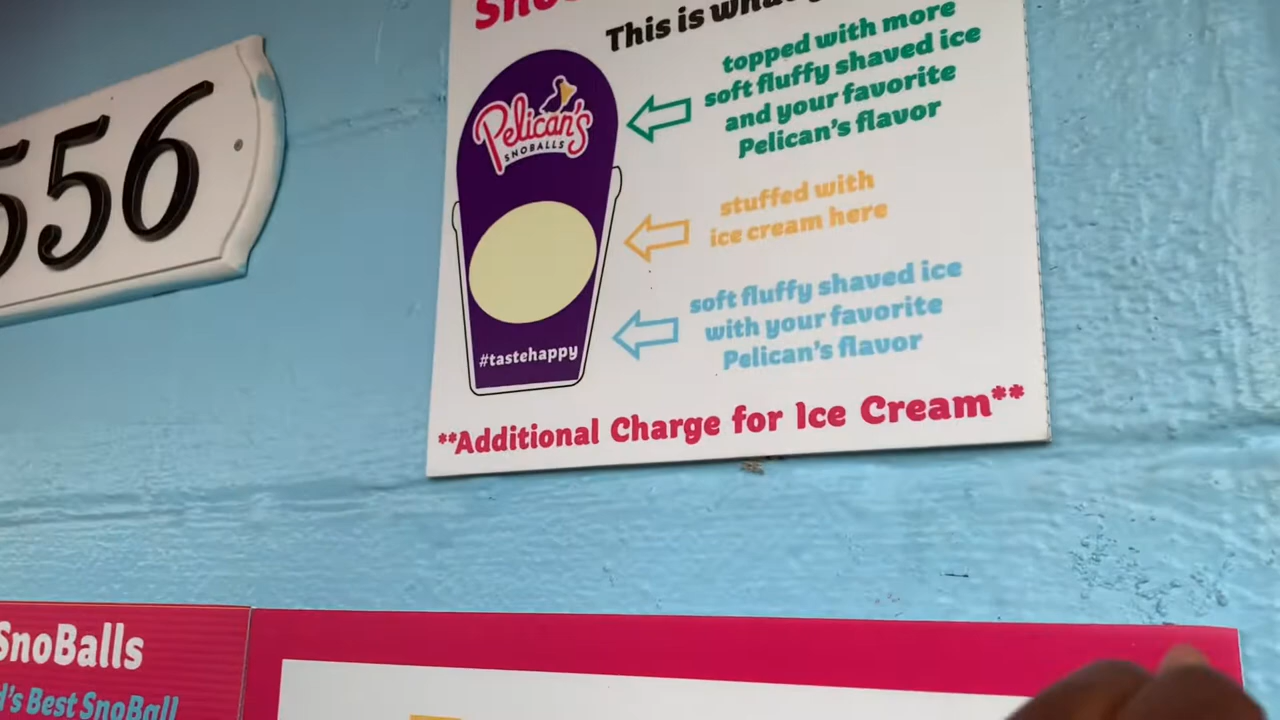 This is
topped with more
soft fluffy shaved ice
and your favorite
Pelican's flavor
Pelican's
SNOBALLS
stuffed with
ice cream here
soft fluffy shaved ice
with your favorite
Pelican's flavor
#tastehappy
**Additional Charge for Ice Cream**
556
SnoBalls
Best SnoBall